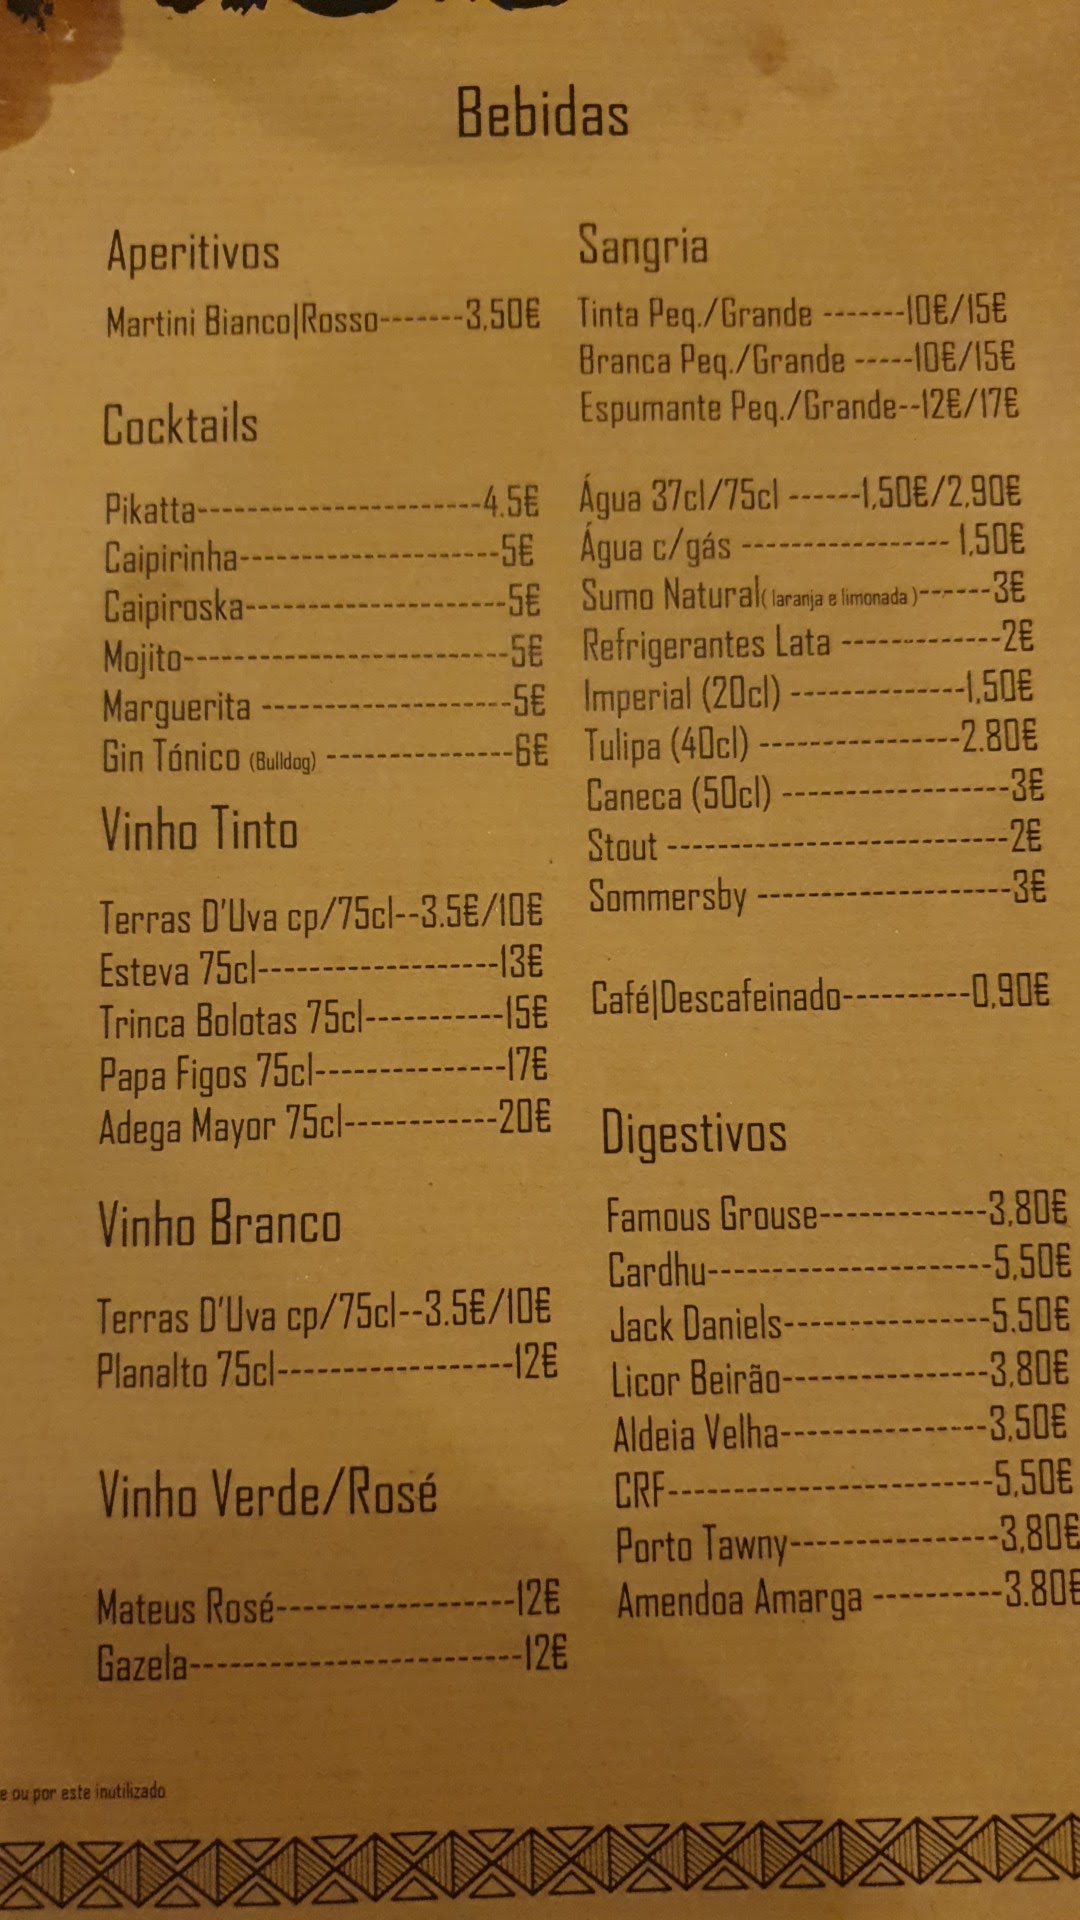 Bebidas
Aperitivos
Martini Bianco|Rosso-------3,50€
Cocktails
Pikatta----------------------4.5€
Caipirinha--------------------5€
Caipiroska--------------------5€
Mojito-------------------------5€
Marguerita -------------------5€
Gin Tónico (Bulldog) --------------6€
Vinho Tinto
Terras D'Uva cp/75cl--3.5€/10€
Esteva 75cl-------------------13€
Trinca Bolotas 75cl-----------15€
Papa Figos 75cl---------------17€
Adega Mayor 75cl------------20€
Vinho Branco
Terras D'Uva cp/75cl--3.5€/10€
Planalto 75cl------------------12€
Vinho Verde/Rosé
Mateus Rosé------------------12€
Gazela-------------------------12€
Sangria
Tinta Peq./Grande -------10€/15€
Branca Peq./Grande -----10€/15€
Espumante Peq./Grande--12€/17€
Água 37cl/75cl ------1,50€/2,90€
Água c/gás ---------------- 1,50€
Sumo Natural( laranja e limonada )------3€
Refrigerantes Lata ------------2€
Imperial (20cl) --------------1,50€
Tulipa (40cl) ----------------2.80€
Caneca (50cl) ------------------3€
Stout --------------------------2€
Sommersby --------------------3€
Café|Descafeinado----------0,90€
Digestivos
Famous Grouse-------------3,80€
Cardhu----------------------5,50€
Jack Daniels----------------5.50€
Licor Beirão----------------3,80€
Aldeia Velha----------------3,50€
CRF-------------------------5,50€
Porto Tawny----------------3,80€
Amendoa Amarga ----------3.80€
e ou por este inutilizado